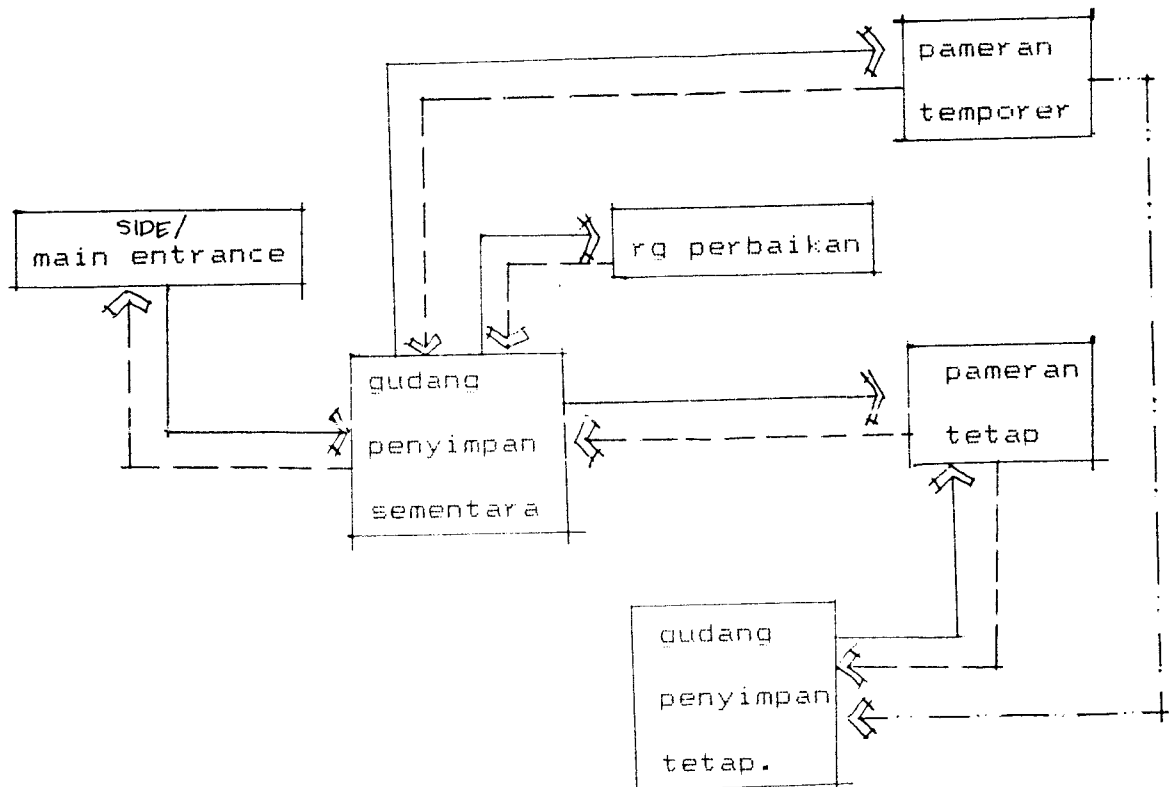 pameran
temporer
SIDE/
main entrance
rg perbaikan
gudang
penyimpan
sementara
pameran
tetap
gudang
penyimpan
tetap.